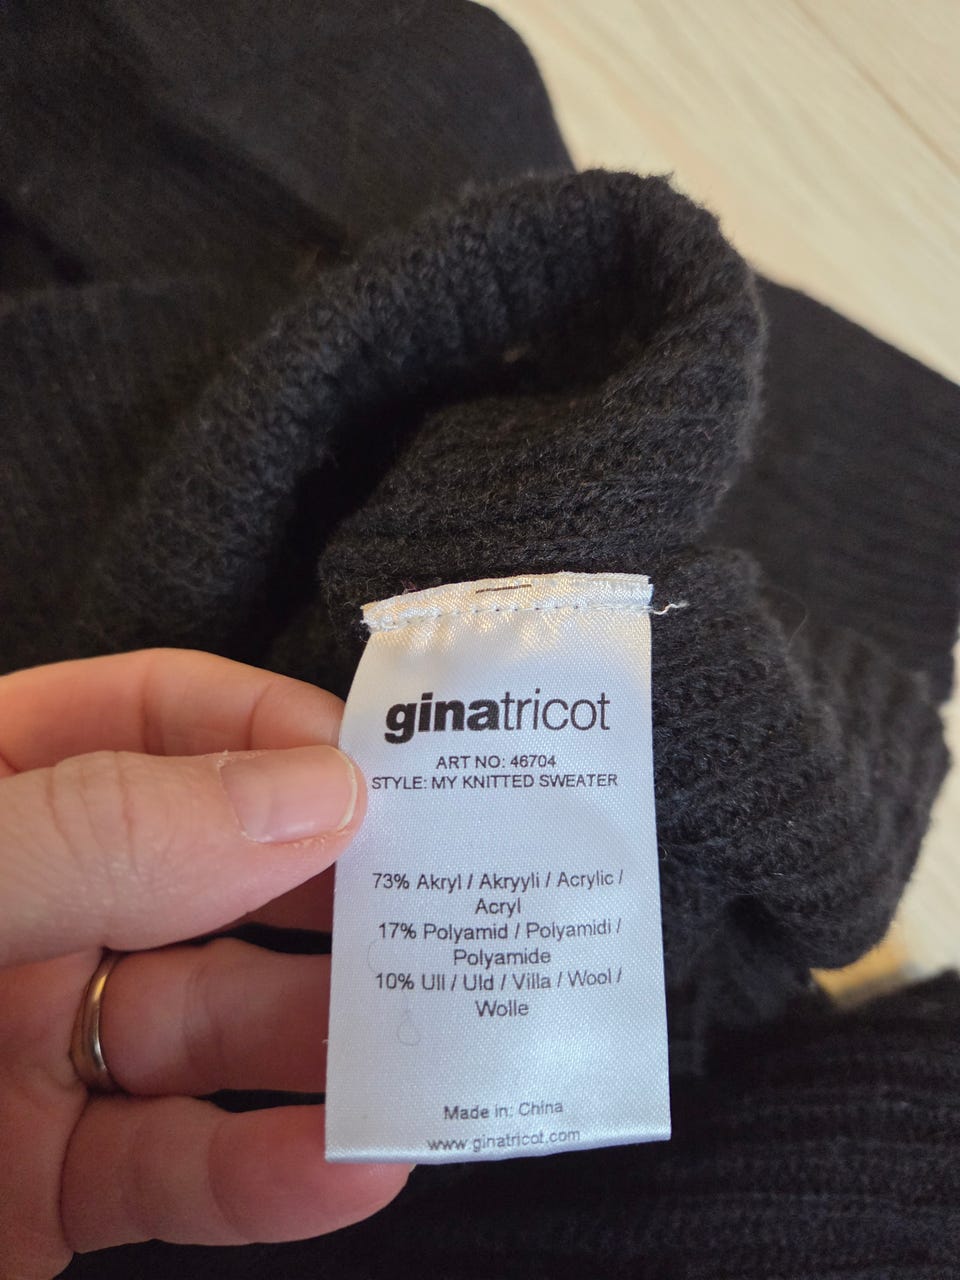 ginatricot
ART NO: 46704
STYLE: MY KNITTED SWEATER
73% Akryl / Akryyli / Acrylic /
Acryl
17% Polyamid / Polyamidi /
Polyamide
10% Ull / Uld / Villa / Wool /
Wolle
Made in: China
www.ginatricot.com